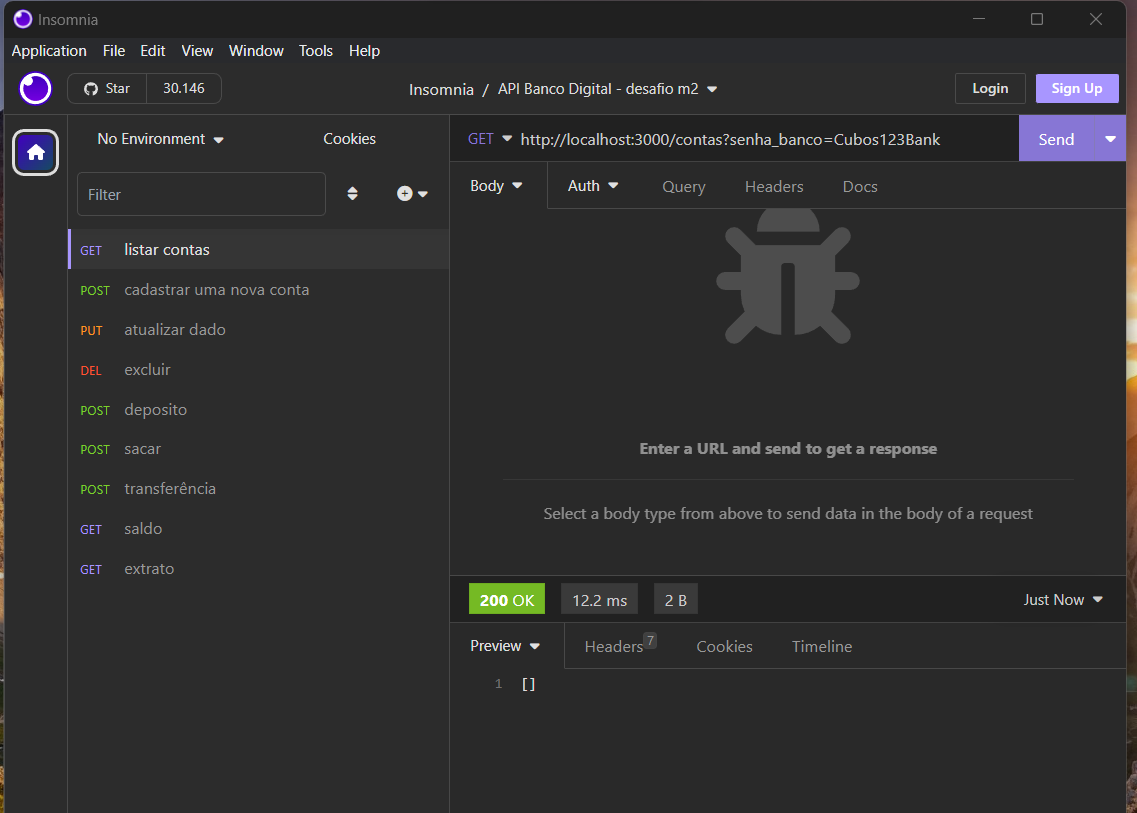 Insomnia
Application File Edit View Window Tools Help
Star 30.146
Insomnia / API Banco Digital - desafio m2
Login Sign Up
No Environment Cookies
GET http://localhost:3000/contas?senha_banco=Cubos123Bank Send
Body Auth Query Headers Docs
Filter
GET listar contas
POST cadastrar uma nova conta
PUT atualizar dado
DEL excluir
POST deposito
POST sacar
POST transferência
GET saldo
GET extrato
Enter a URL and send to get a response
Select a body type from above to send data in the body of a request
200 OK 12.2 ms 2 B Just Now
Preview Headers 7 Cookies Timeline
1 []